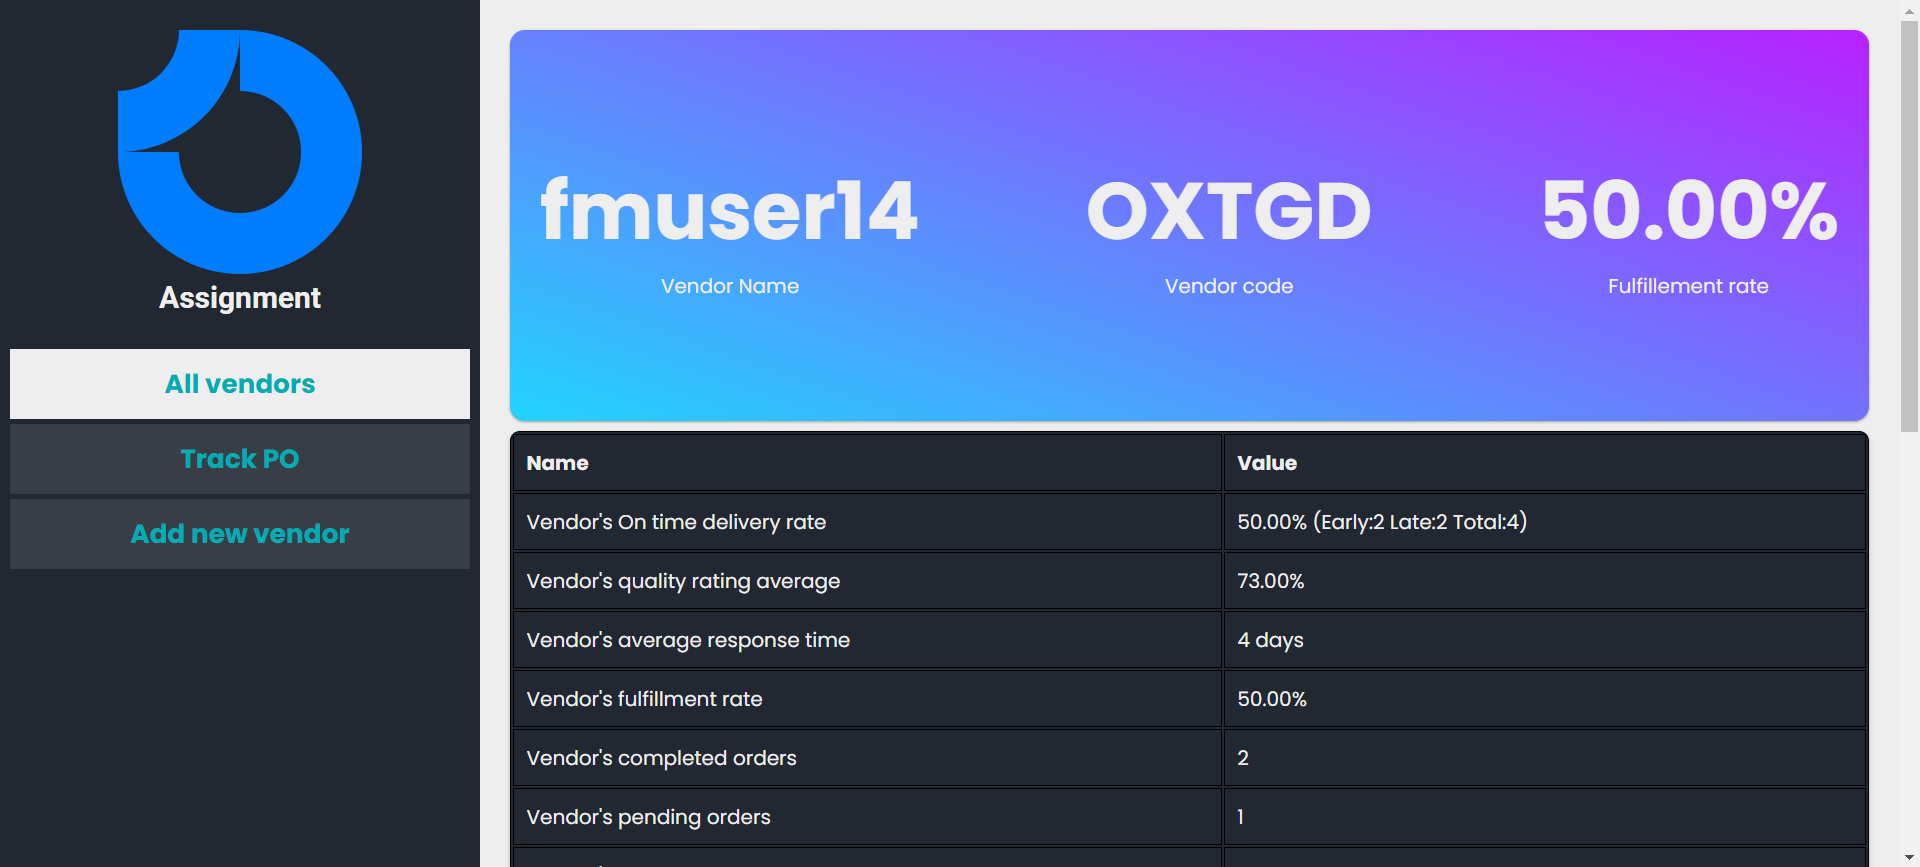 Assignment
All vendors
Track PO
Add new vendor
fmuser14
Vendor Name
OXTGD
Vendor code
50.00%
Fulfillement rate
Name Value
Vendor's On time delivery rate 50.00% (Early:2 Late:2 Total:4)
Vendor's quality rating average 73.00%
Vendor's average response time 4 days
Vendor's fulfillment rate 50.00%
Vendor's completed orders 2
Vendor's pending orders 1